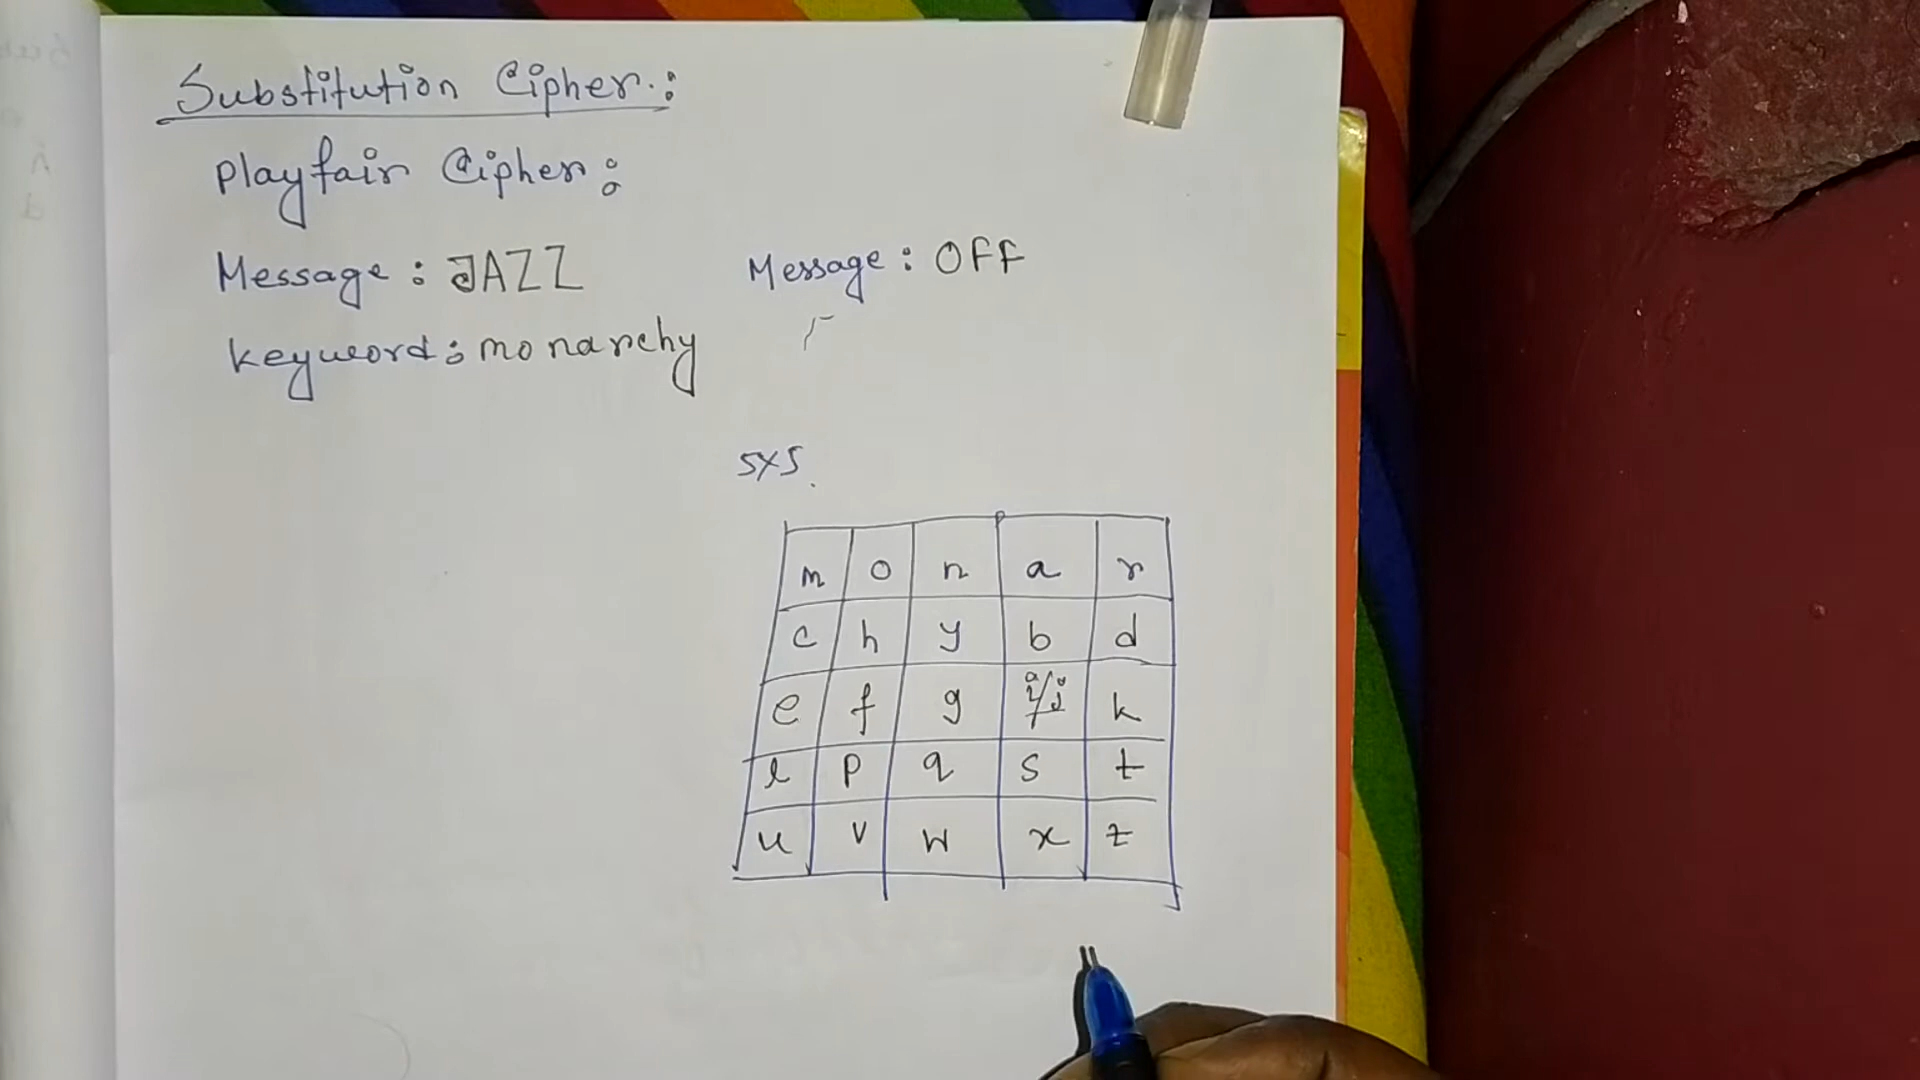 Substitution Cipher:
Playfair Cipher:
Message: JAZZ
Message: OFF
keyword: monarchy
5x5
m o n a r
c h y b d
e f g i/j k
l p q s t
u v w x z